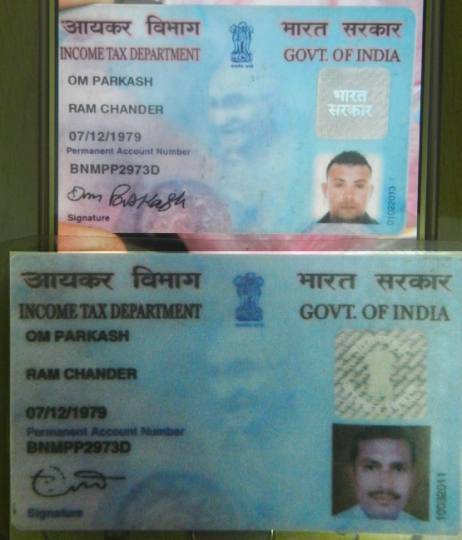 आयकर विभाग
INCOME TAX DEPARTMENT
भारत सरकार
GOVT. OF INDIA
OM PARKASH
RAM CHANDER
07/12/1979
Permanent Account Number
BNMPP2973D
Om Parkash
Signature
भारत
सरकार
01022013
आयकर विभाग
INCOME TAX DEPARTMENT
भारत सरकार
GOVT. OF INDIA
OM PARKASH
RAM CHANDER
07/12/1979
Permanent Account Number
BNMPP2973D
Signature
10032011